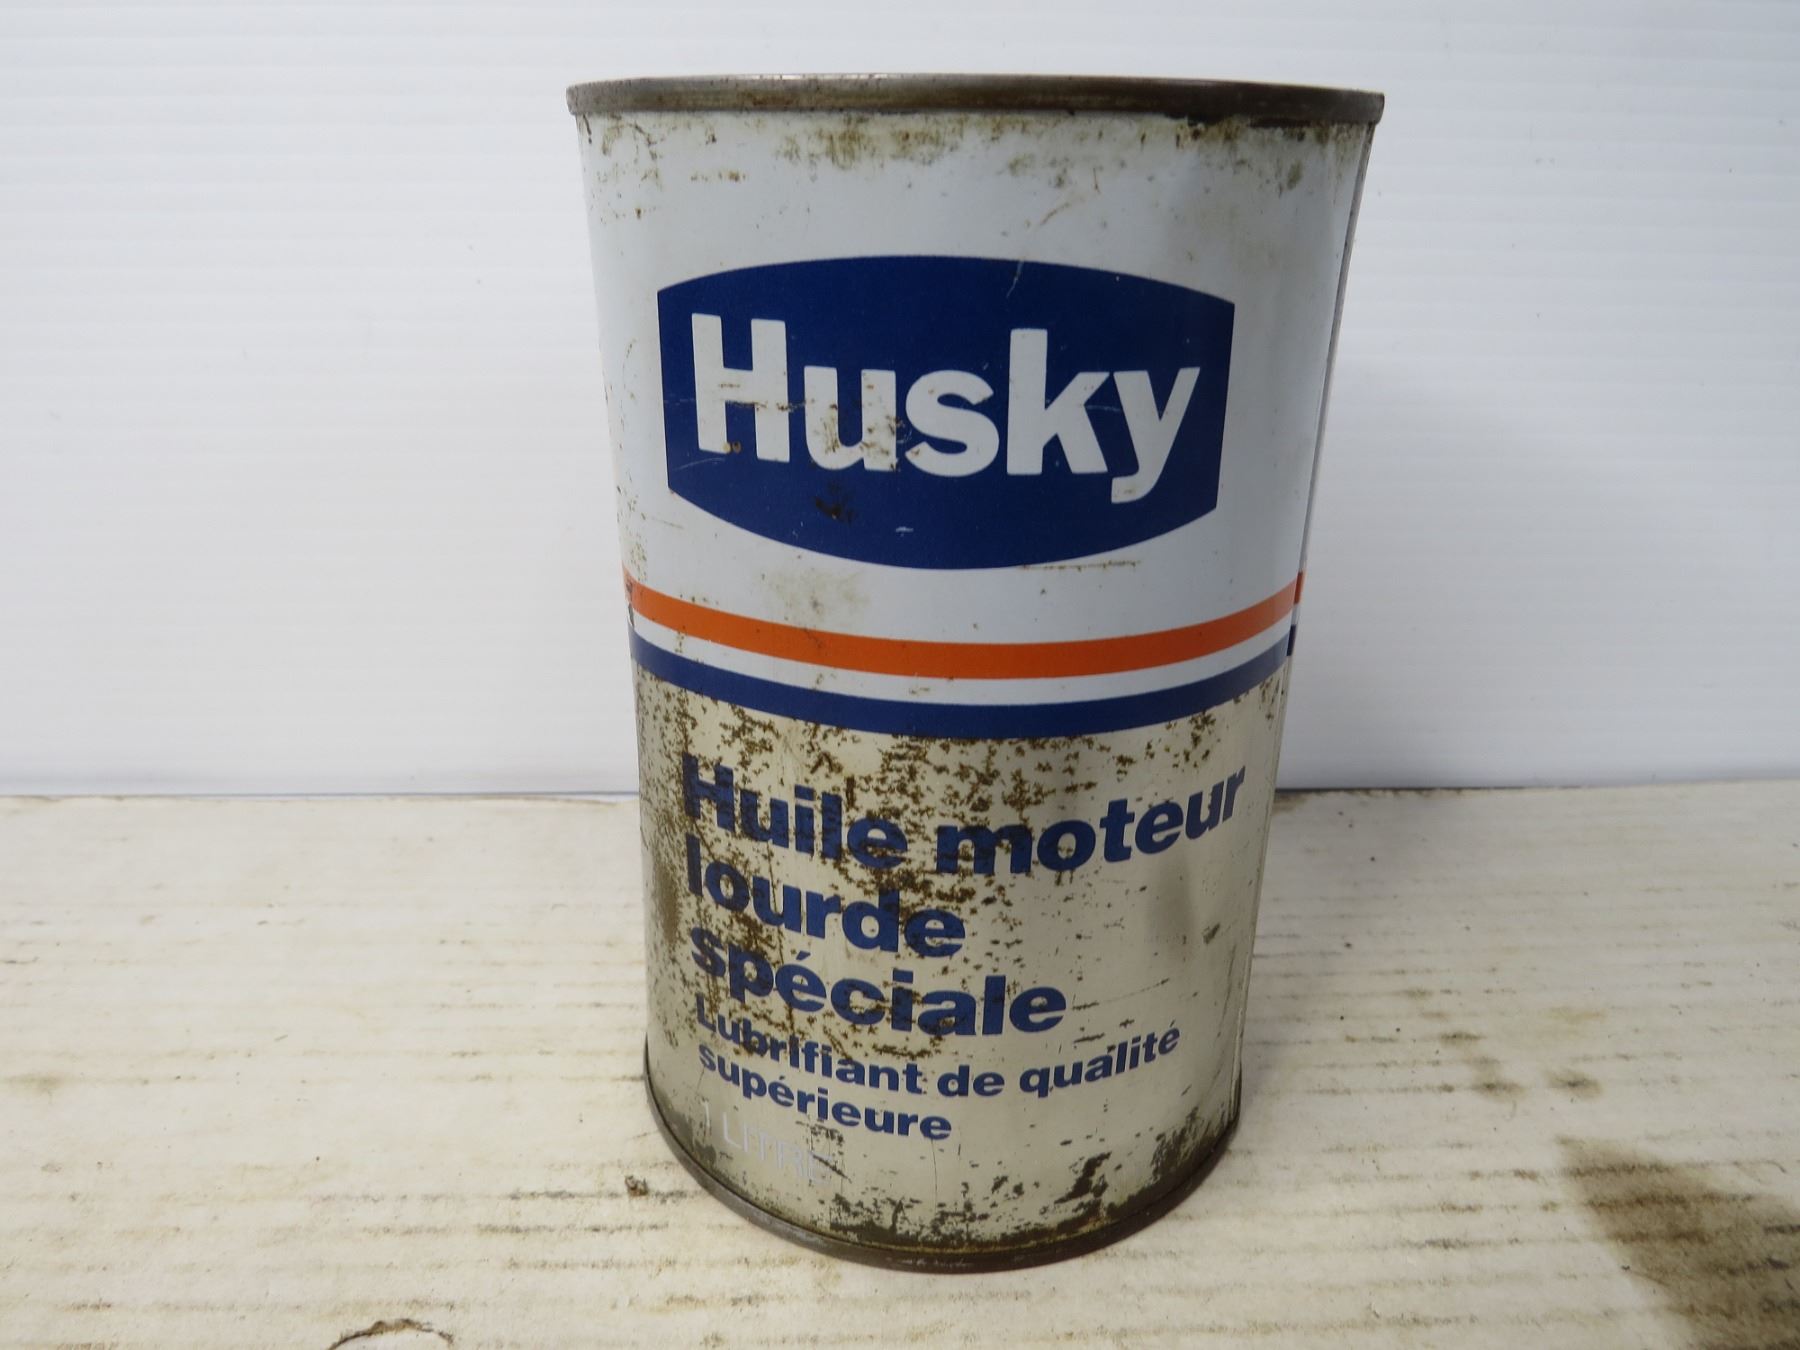 Husky
Huile moteur
lourde
spéciale
Lubrifiant de qualité
supérieure
1 LITRE